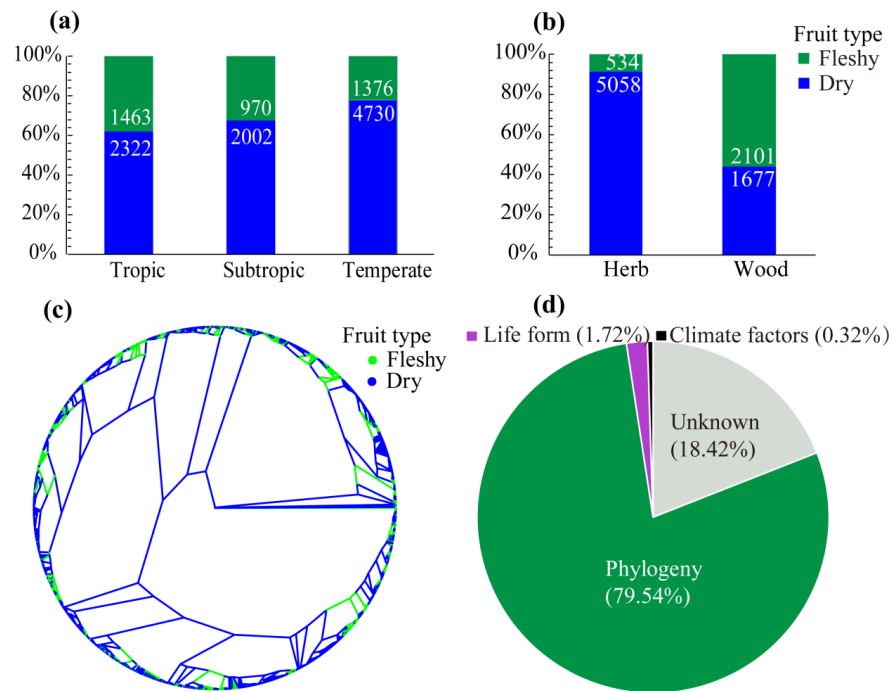 (a)
100%
80%
60%
40%
20%
0%
1463
2322
970
2002
1376
4730
Tropic Subtropic Temperate
(b)
Fruit type
Fleshy
Dry
100%
80%
60%
40%
20%
0%
534
5058
2101
1677
Herb Wood
(c)
Fruit type
Fleshy
Dry
(d)
Life form (1.72%) Climate factors (0.32%)
Unknown
(18.42%)
Phylogeny
(79.54%)